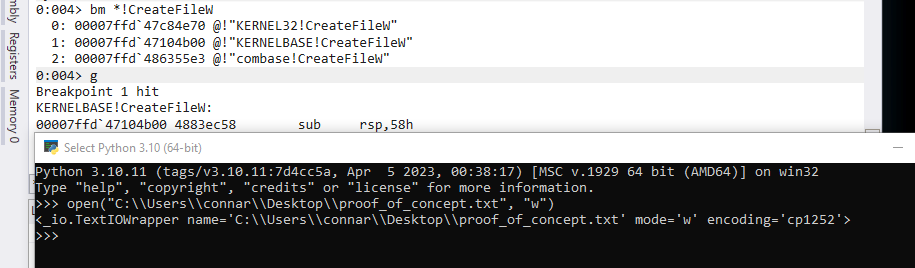 mbly
Registers
Memory 0
0:004> bm *!CreateFileW
0: 00007ffd`47c84e70 @!"KERNEL32!CreateFileW"
1: 00007ffd`47104b00 @!"KERNELBASE!CreateFileW"
2: 00007ffd`486355e3 @!"combase!CreateFileW"
0:004> g
Breakpoint 1 hit
KERNELBASE!CreateFileW:
00007ffd`47104b00 4883ec58 sub rsp,58h
Select Python 3.10 (64-bit)
Python 3.10.11 (tags/v3.10.11:7d4cc5a, Apr  5 2023, 00:38:17) [MSC v.1929 64 bit (AMD64)] on win32
Type "help", "copyright", "credits" or "license" for more information.
>>> open("C:\\Users\\connar\\Desktop\\proof_of_concept.txt", "w")
<_io.TextIOWrapper name='C:\\Users\\connar\\Desktop\\proof_of_concept.txt' mode='w' encoding='cp1252'>
>>>